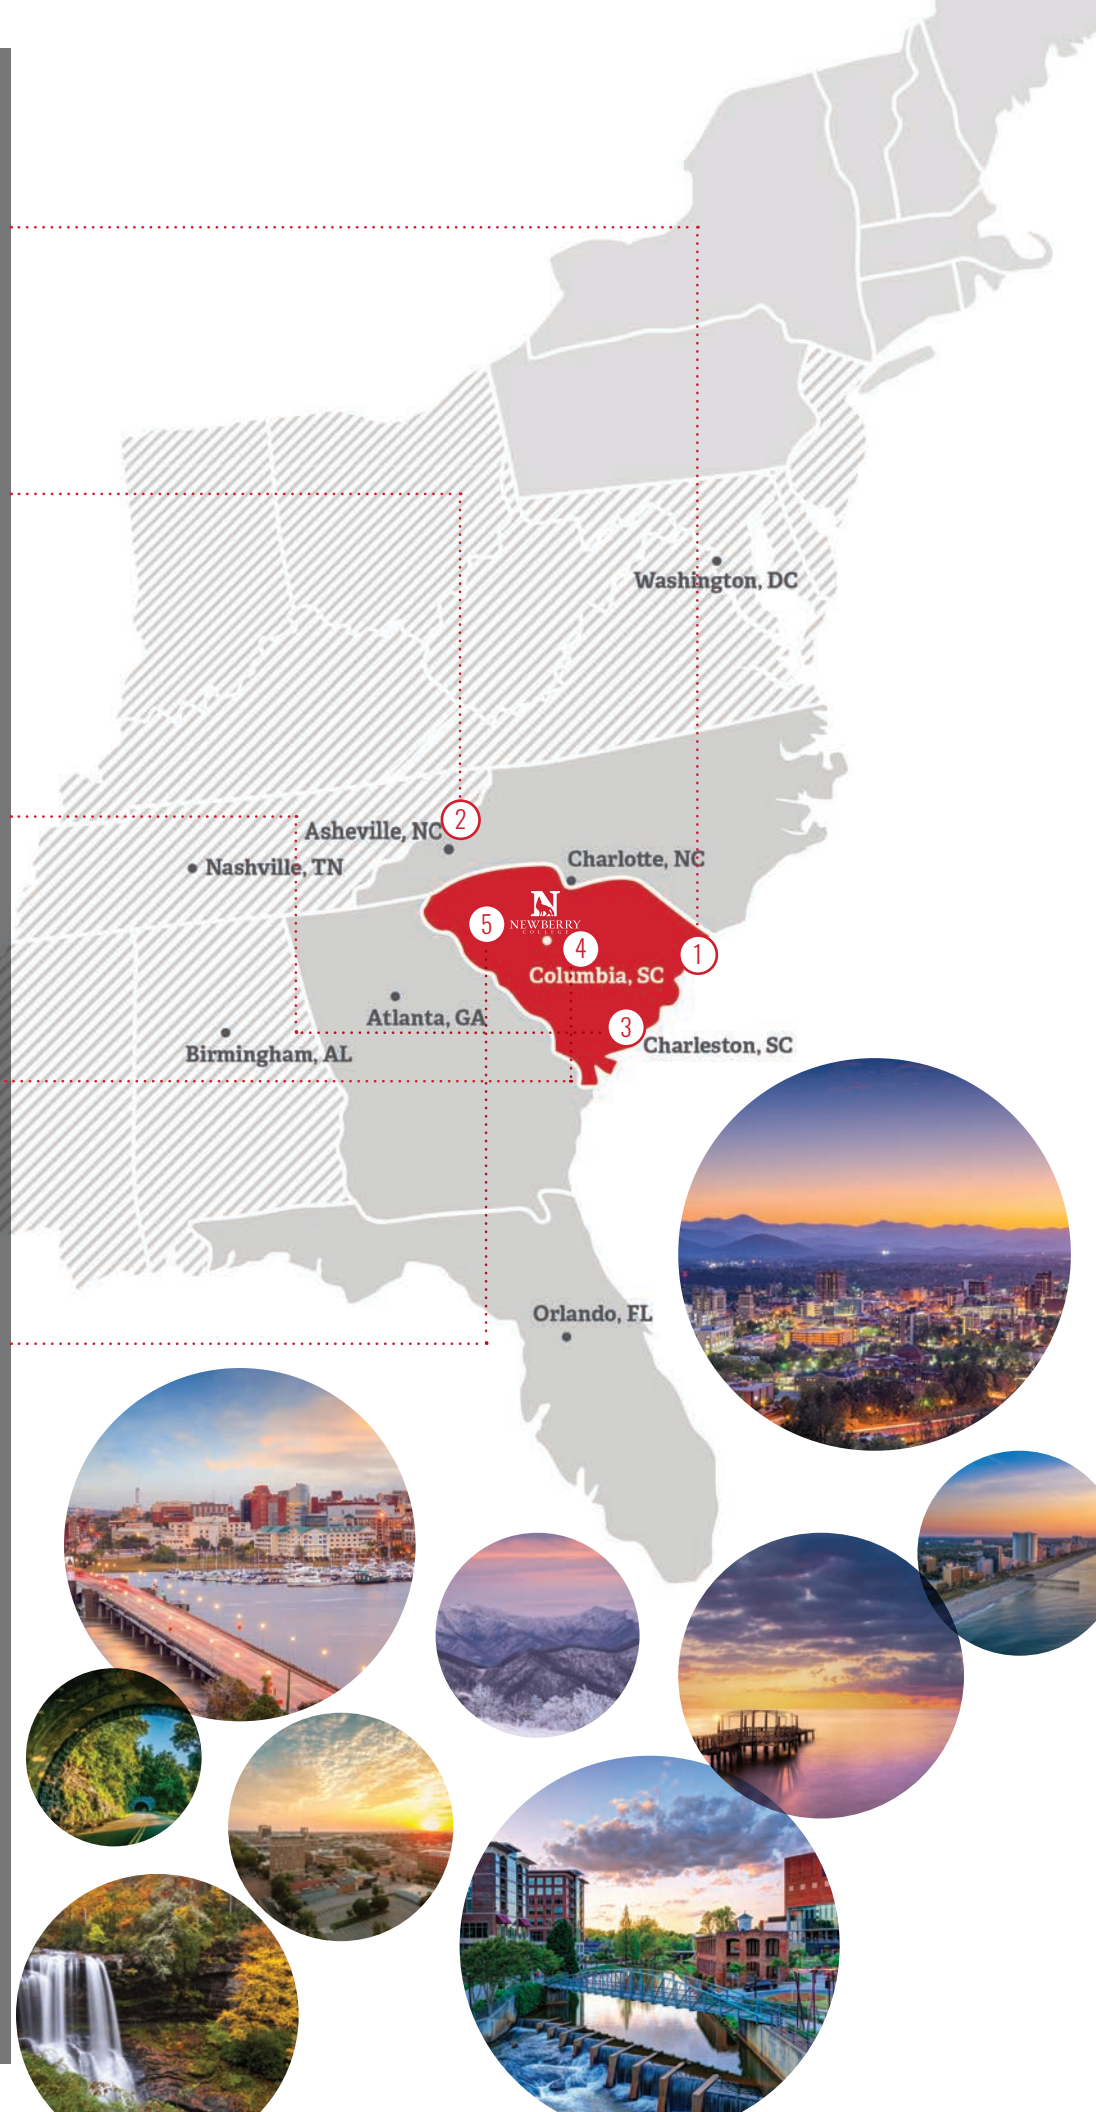 Washington, DC
2
Asheville, NC
Charlotte, NC
Nashville, TN
5
N
NEWBERRY
COLLEGE
4
1
Columbia, SC
Atlanta, GA
3
Charleston, SC
Birmingham, AL
Orlando, FL